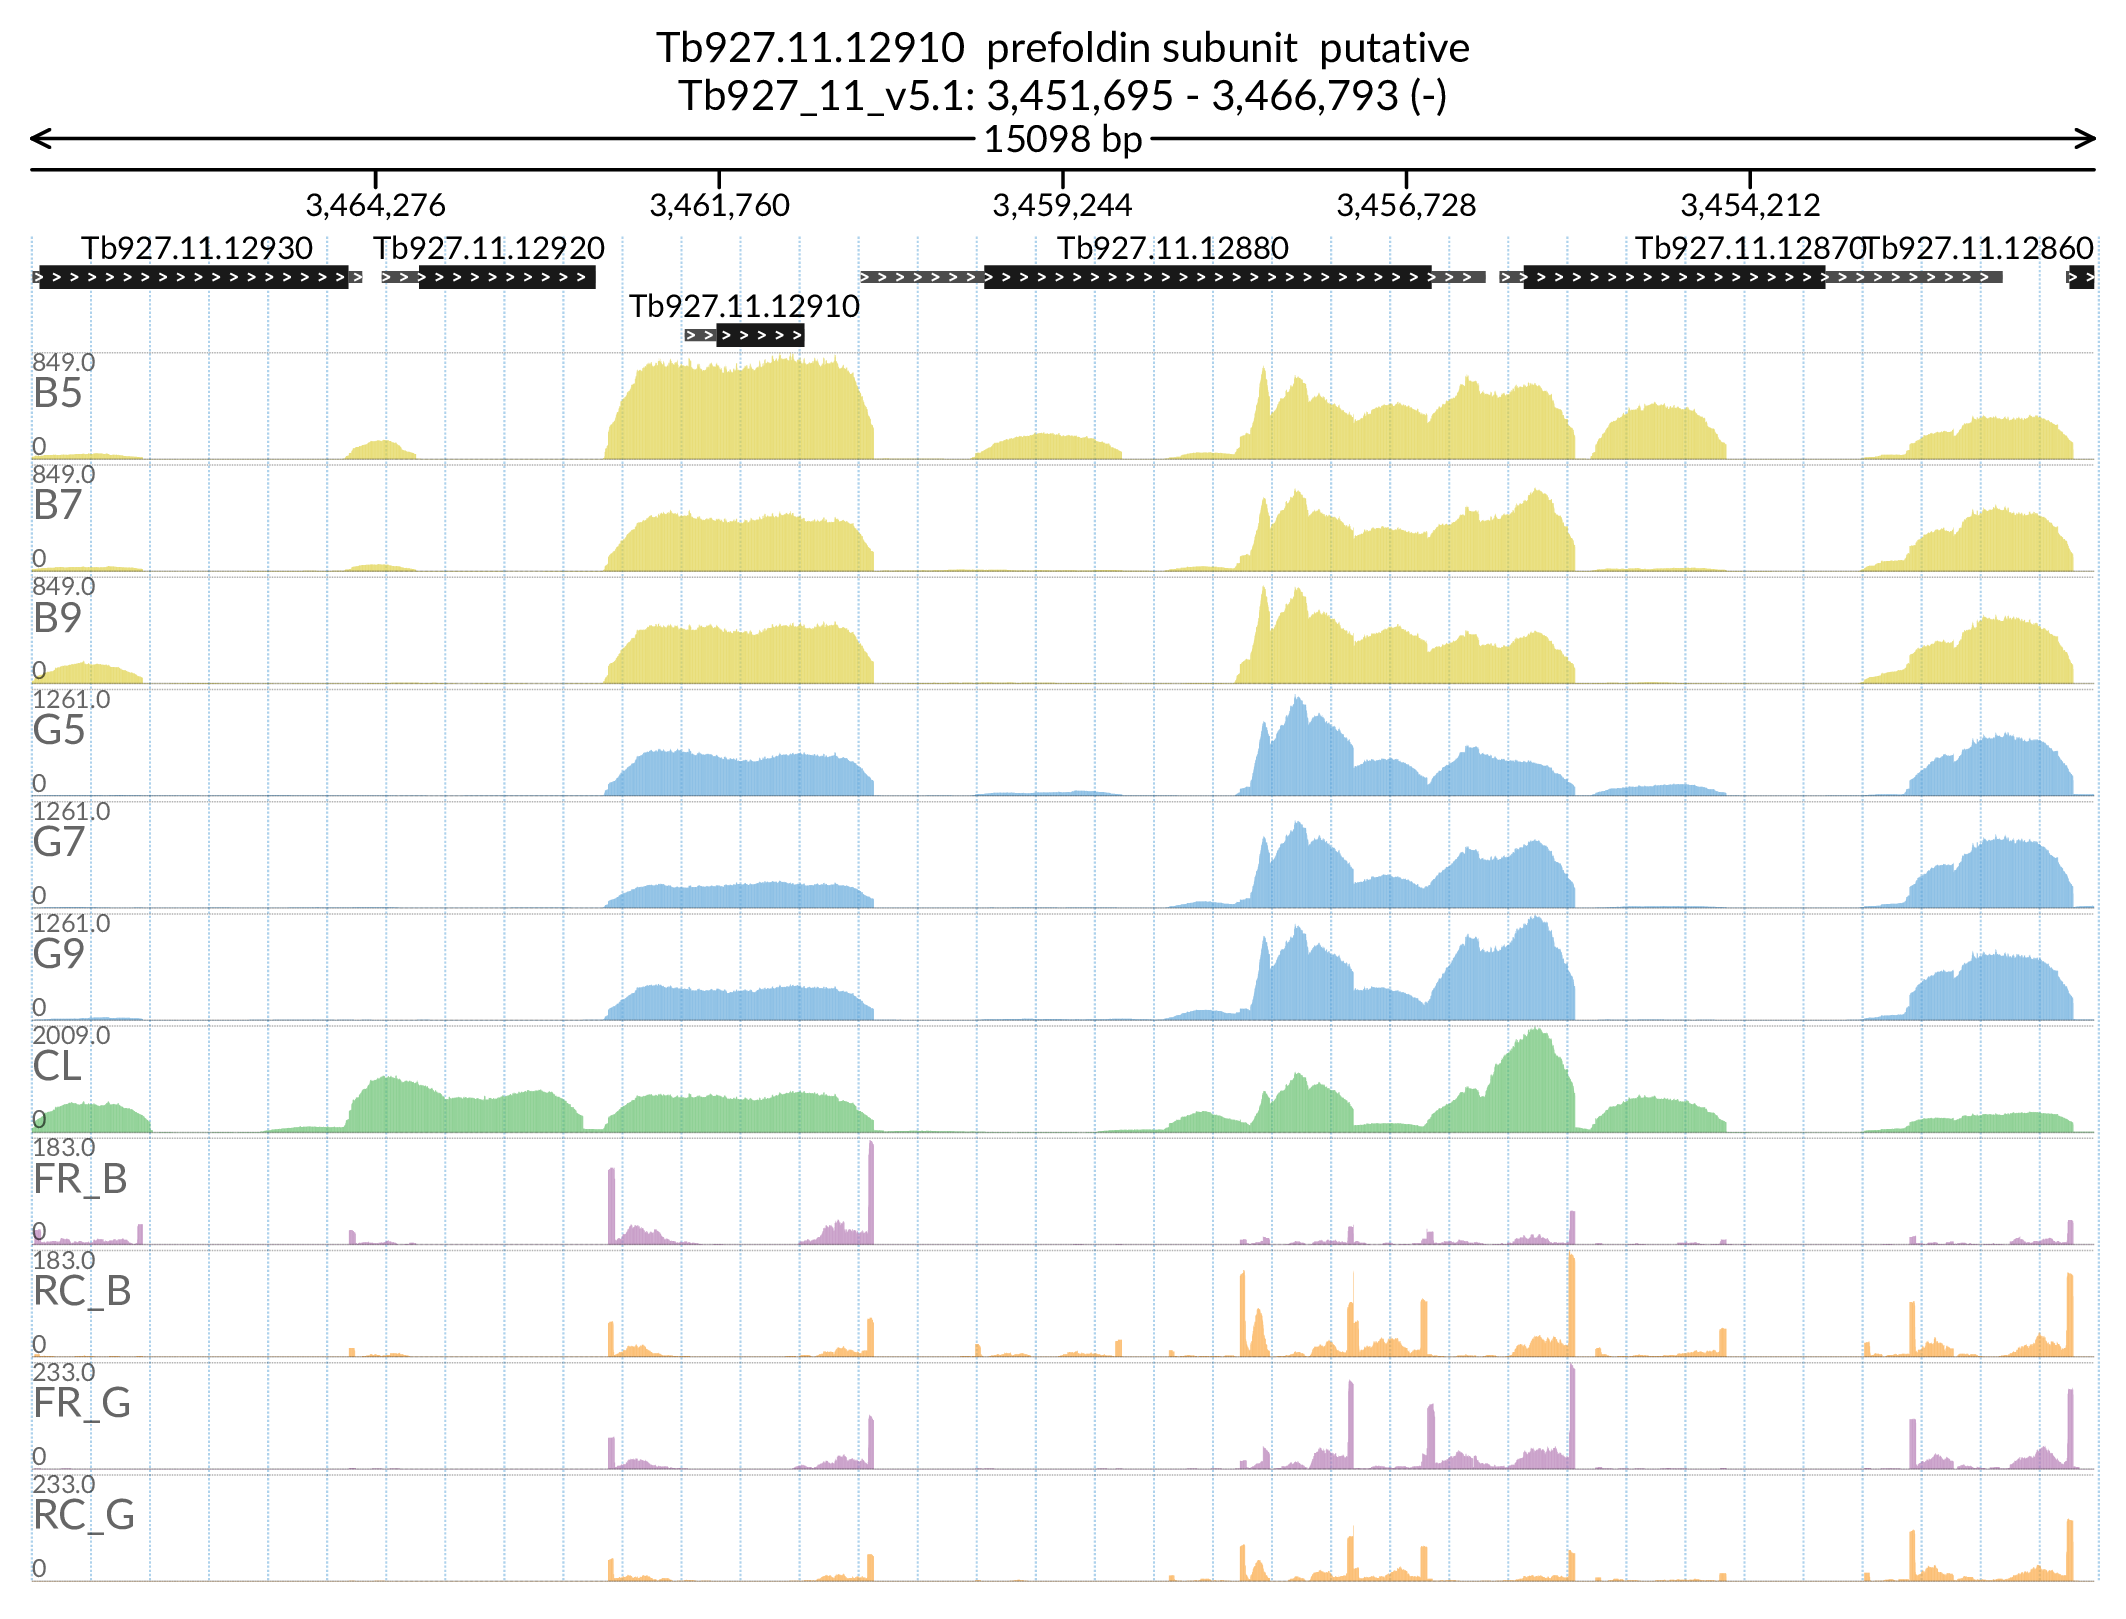 Tb927.11.12910  prefoldin subunit  putative
Tb927_11_v5.1: 3,451,695 - 3,466,793 (-)
15098 bp
3,464,276 3,461,760 3,459,244 3,456,728 3,454,212
Tb927.11.12930 Tb927.11.12920 Tb927.11.12880 Tb927.11.12870 Tb927.11.12860
Tb927.11.12910
849.0
B5
0
849.0
B7
0
849.0
B9
0
1261.0
G5
0
1261.0
G7
0
1261.0
G9
0
2009.0
CL
0
183.0
FR_B
0
183.0
RC_B
0
233.0
FR_G
0
233.0
RC_G
0